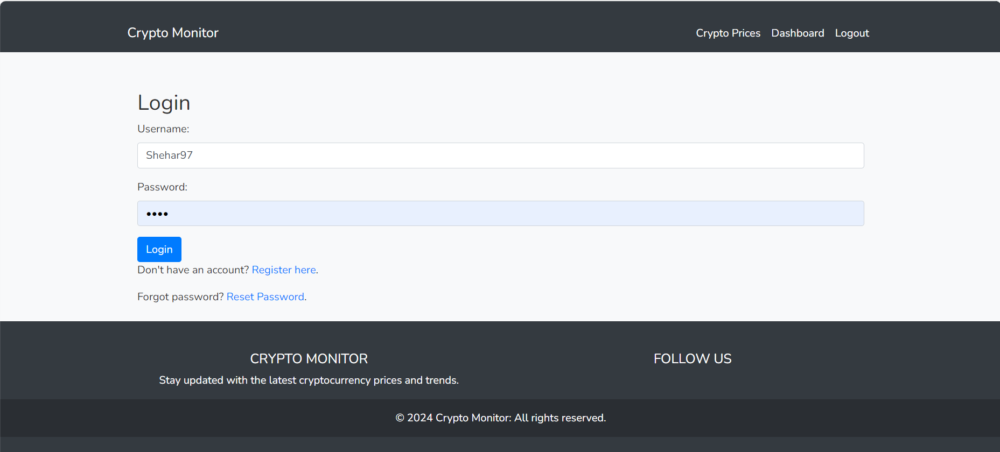 Crypto Monitor
Crypto Prices Dashboard Logout
Login
Username:
Shehar97
Password:
••••
Login
Don't have an account? Register here.
Forgot password? Reset Password.
CRYPTO MONITOR
Stay updated with the latest cryptocurrency prices and trends.
FOLLOW US
© 2024 Crypto Monitor: All rights reserved.